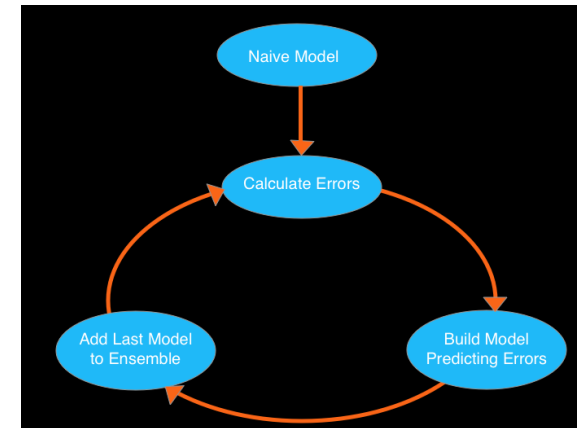 Naive Model
Calculate Errors
Add Last Model
to Ensemble
Build Model
Predicting Errors